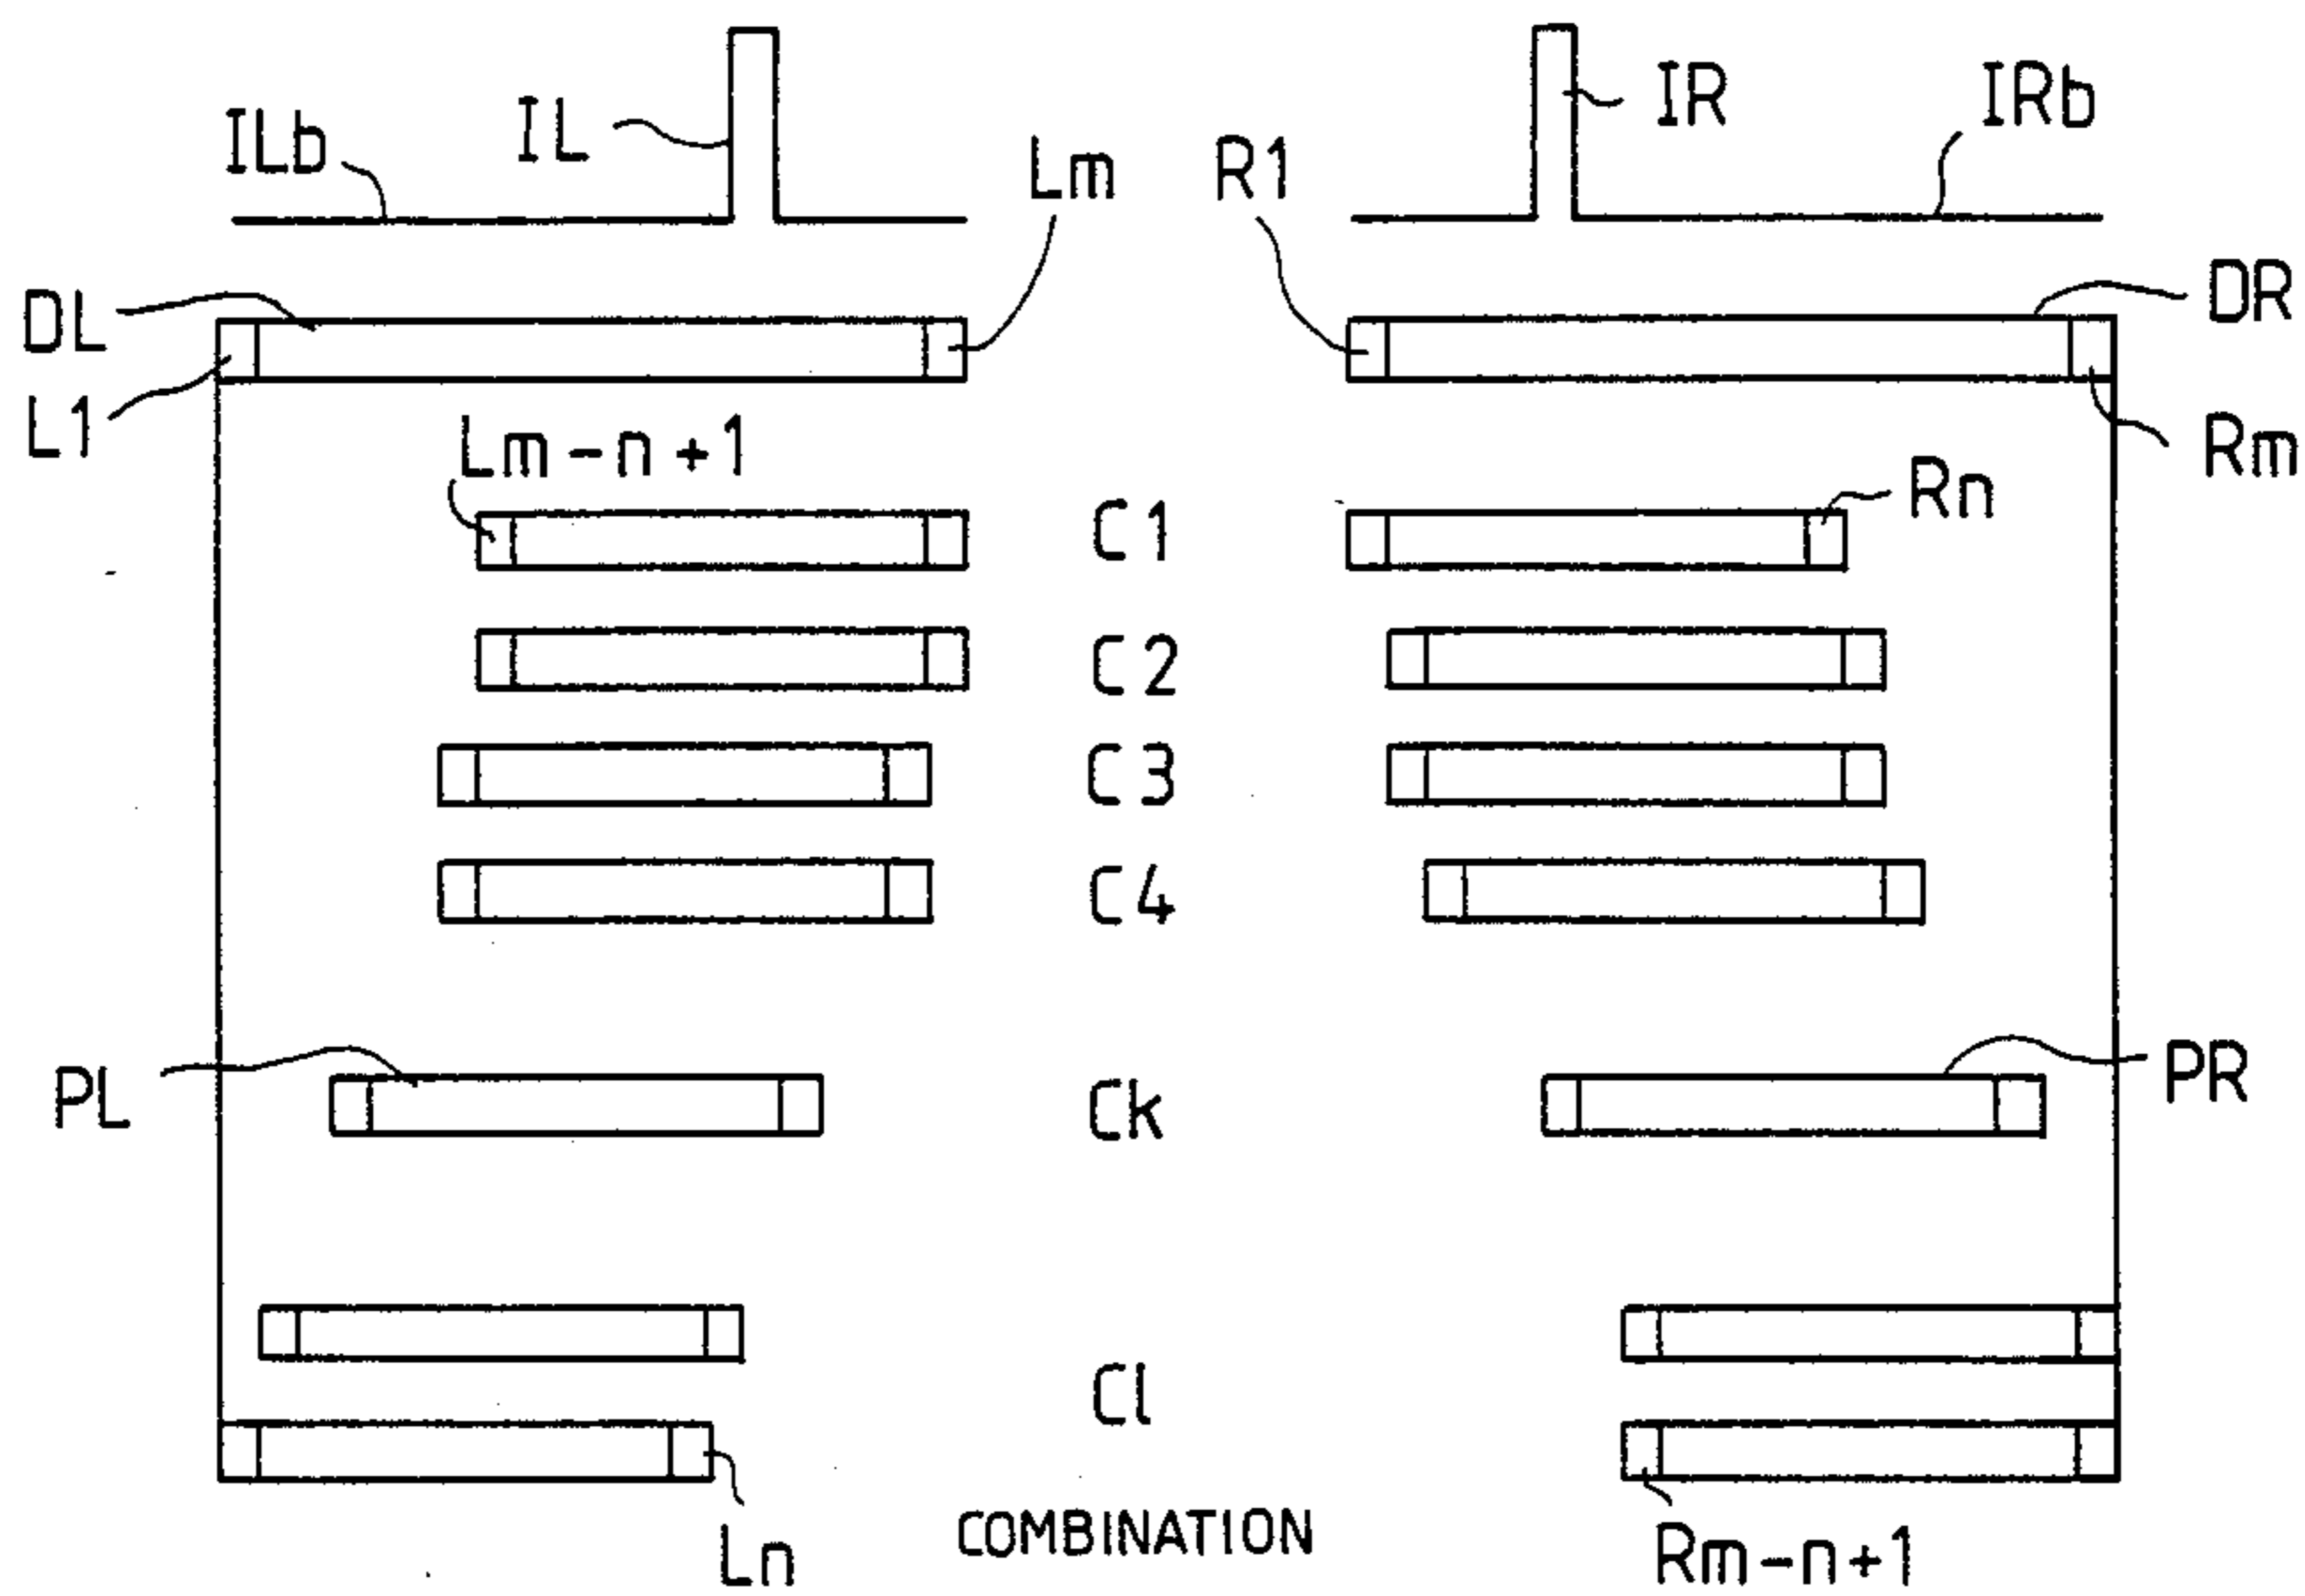 ILb
IL
Lm
R1
IR
IRb
DL
DR
L1
Rm
Lm-n+1
C1
Rn
C2
C3
C4
PL
Ck
PR
Cl
Ln
COMBINATION
Rm-n+1